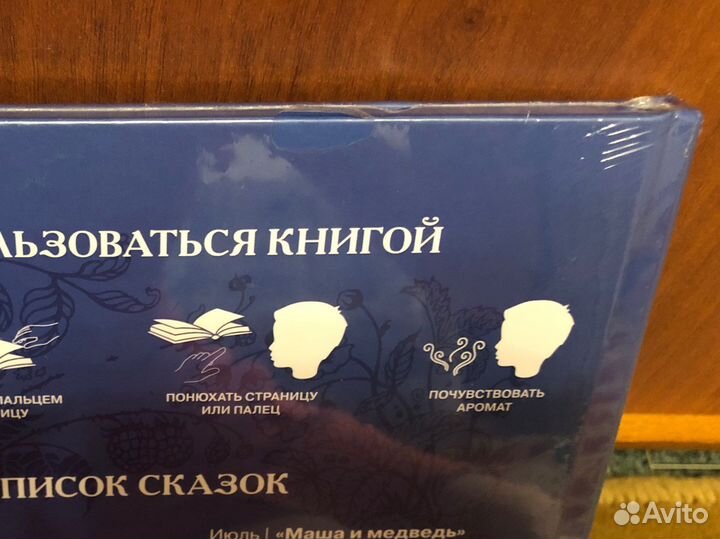 ЛЬЗОВАТЬСЯ КНИГОЙ
АЛЬЦЕМ
ИЦУ
ПОНЮХАТЬ СТРАНИЦУ
ИЛИ ПАЛЕЦ
ПОЧУВСТВОВАТЬ
АРОМАТ
ПИСОК СКАЗОК
Июль | «Маша и медведь»
Avito